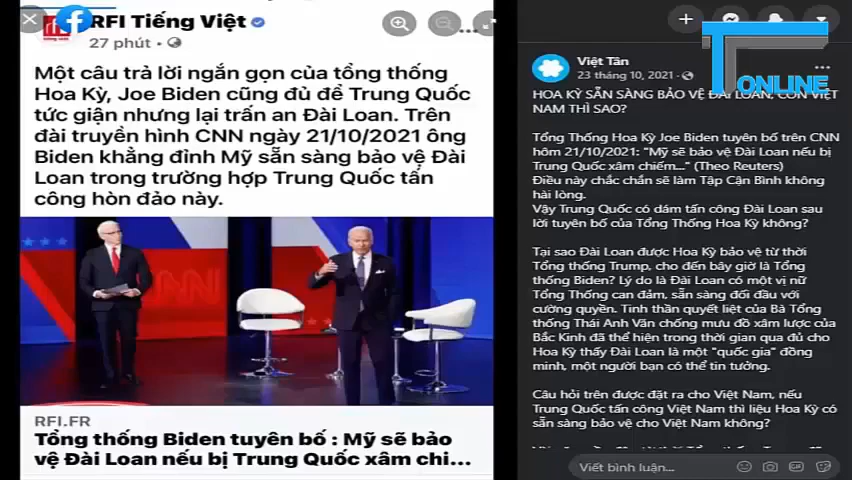 RFI Tiếng Việt
27 phút ·
Một câu trả lời ngắn gọn của tổng thống
Hoa Kỳ, Joe Biden cũng đủ để Trung Quốc
tức giận nhưng lại trấn an Đài Loan. Trên
đài truyền hình CNN ngày 21/10/2021 ông
Biden khẳng đỉnh Mỹ sẵn sàng bảo vệ Đài
Loan trong trường hợp Trung Quốc tấn
công hòn đảo này.
CNN
RFI.FR
Tổng thống Biden tuyên bố : Mỹ sẽ bảo
vệ Đài Loan nếu bị Trung Quốc xâm chi...
ONLINE
Việt Tân
23 tháng 10, 2021 ·
HOA KỲ SẴN SÀNG BẢO VỆ ĐÀI LOAN, CÒN VIỆT
NAM THÌ SAO?
Tổng Thống Hoa Kỳ Joe Biden tuyên bố trên CNN
hôm 21/10/2021: "Mỹ sẽ bảo vệ Đài Loan nếu bị
Trung Quốc xâm chiếm..." (Theo Reuters)
Điều này chắc chắn sẽ làm Tập Cận Bình không
hài lòng.
Vậy Trung Quốc có dám tấn công Đài Loan sau
lời tuyên bố của Tổng Thống Hoa Kỳ không?
Tại sao Đài Loan được Hoa Kỳ bảo vệ từ thời
Tổng thống Trump, cho đến bây giờ là Tổng
thống Biden? Lý do là Đài Loan có một vị nữ
Tổng Thống can đảm, sẵn sàng đối đầu với
cường quyền. Tinh thần quyết liệt của Bà Tổng
thống Thái Anh Văn chống mưu đồ xâm lược của
Bắc Kinh đã thể hiện trong thời gian qua đủ cho
Hoa Kỳ thấy Đài Loan là một "quốc gia" đồng
minh, một người bạn có thể tin tưởng.
Câu hỏi trên được đặt ra cho Việt Nam, nếu
Trung Quốc tấn công Việt Nam thì liệu Hoa Kỳ có
sẵn sàng bảo vệ cho Việt Nam không?
Viết bình luận...